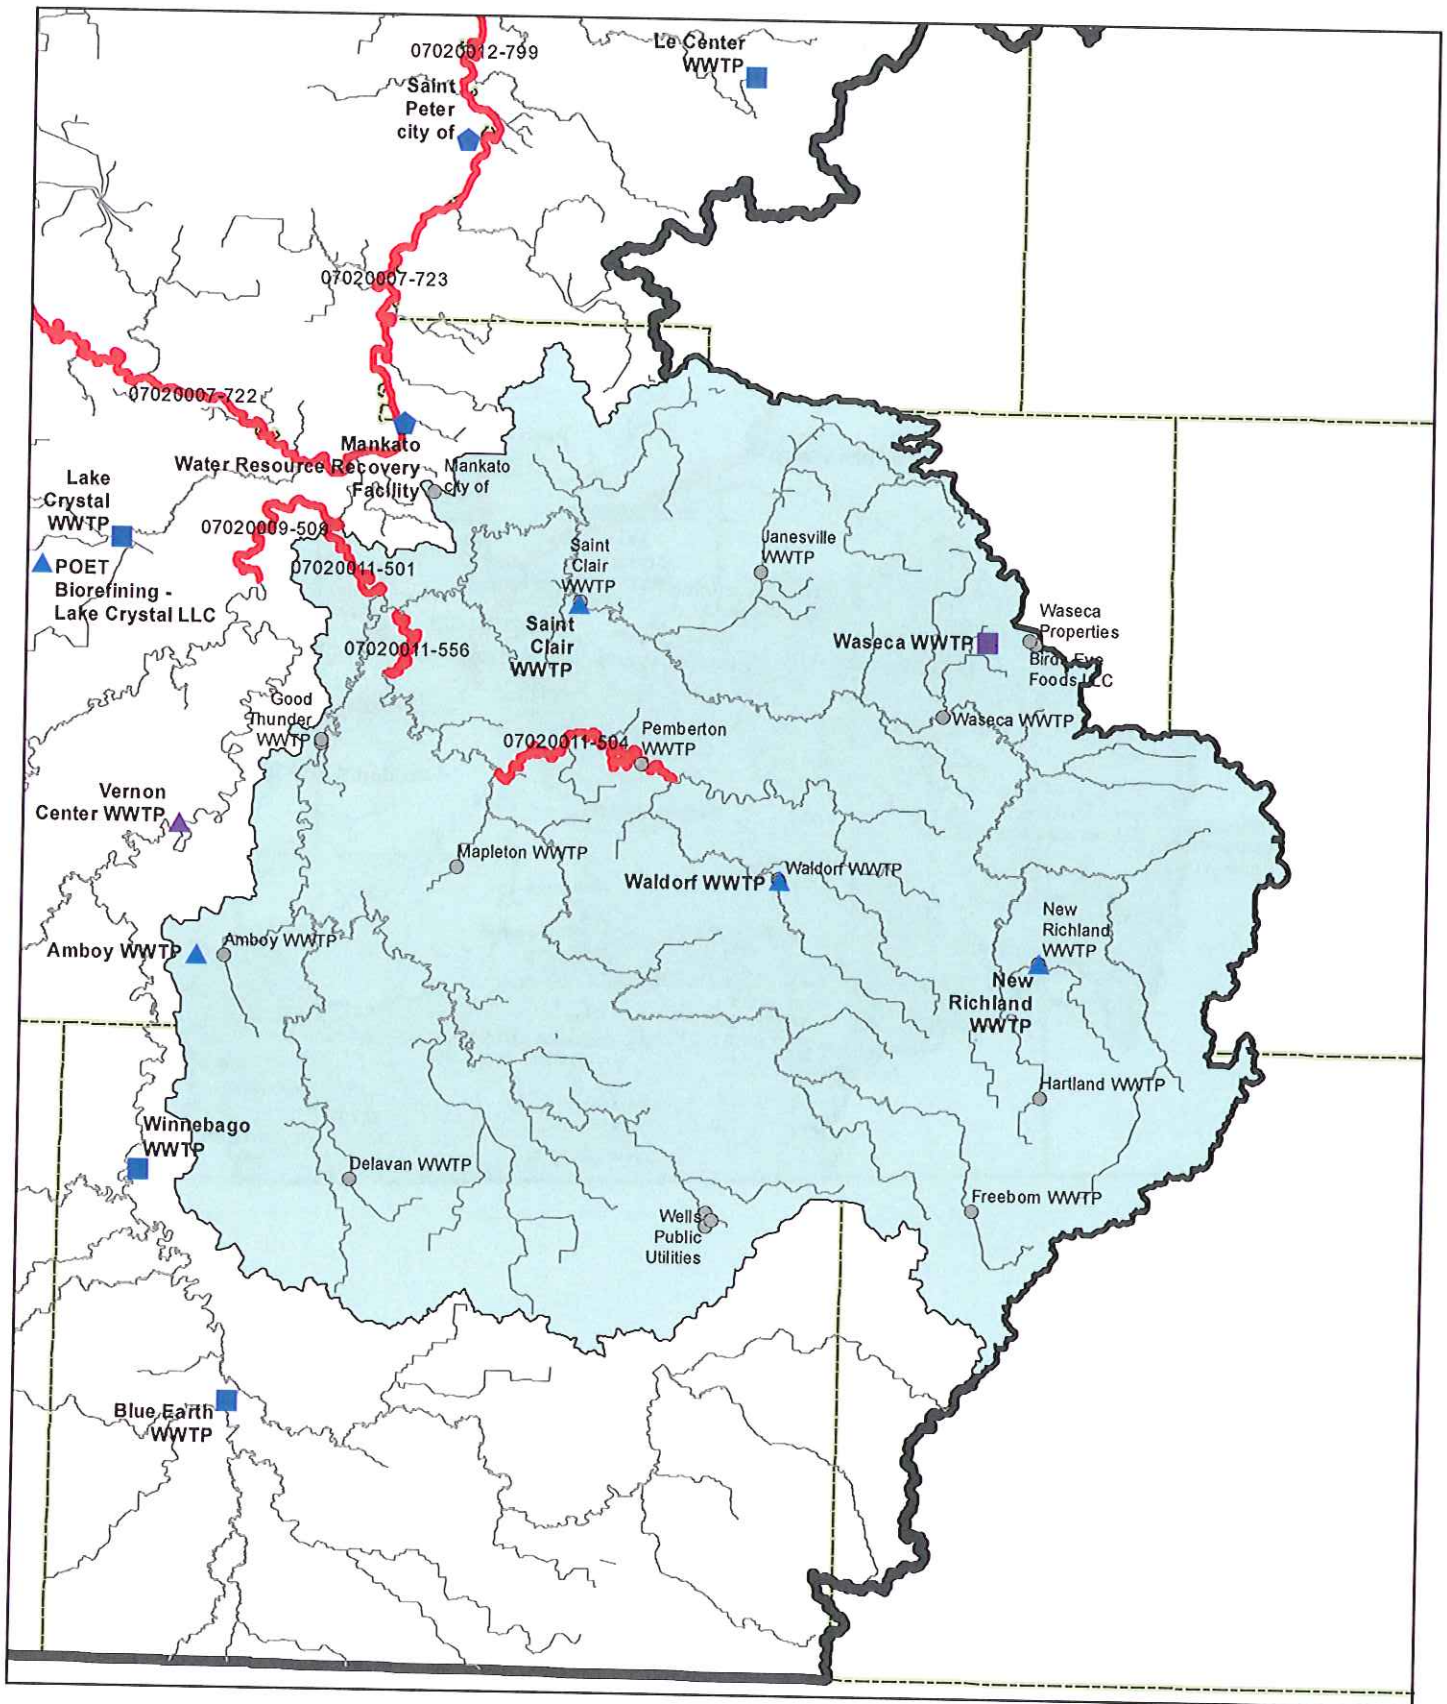 07020012-799
Le Center
WWTP
Saint
Peter
city of
07020007-723
07020007-722
Mankato
Water Resource Recovery
Facility
Mankato
city of
Lake
Crystal
WWTP
07020009-509
POET
Biorefining -
Lake Crystal LLC
07020011-501
Saint
Clair
WWTP
Janesville
WWTP
Saint
Clair
WWTP
Waseca WWTP
Waseca
Properties
Birds Eye
Foods LLC
07020011-556
Good
Thunder
WWTP
Waseca WWTP
07020011-504
Pemberton
WWTP
Vernon
Center WWTP
Mapleton WWTP
Waldorf WWTP
Waldorf WWTP
Amboy WWTP
Amboy WWTP
New
Richland
WWTP
New
Richland
WWTP
Hartland WWTP
Winnebago
WWTP
Delavan WWTP
Freeborn WWTP
Wells
Public
Utilities
Blue Earth
WWTP